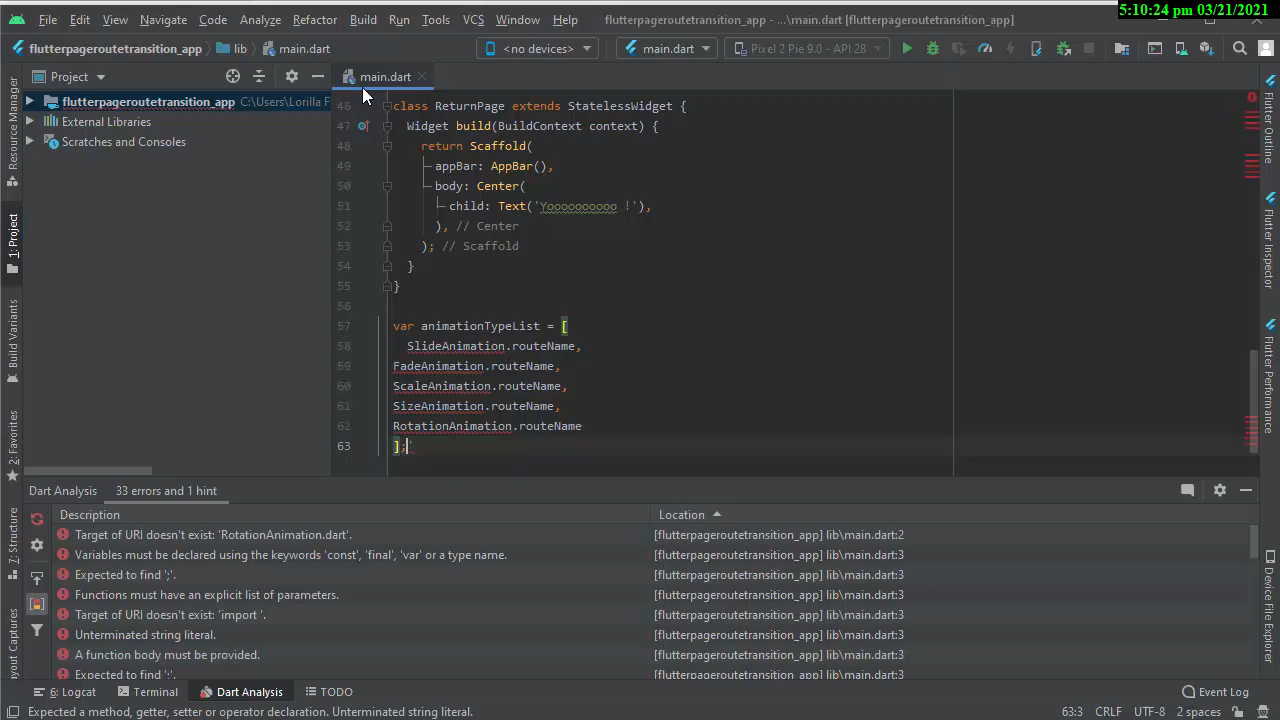 5:10:24 pm 03/21/2021
File Edit View Navigate Code Analyze Refactor Build Run Tools VCS Window Help flutterpageroutetransition_app - ...\main.dart [flutterpageroutetransition_app]
flutterpageroutetransition_app lib main.dart <no devices> main.dart Pixel 2 Pie 9.0 - API 28
Project main.dart
flutterpageroutetransition_app C:\Users\Lorilla F
External Libraries
Scratches and Consoles
46 class ReturnPage extends StatelessWidget {
47 Widget build(BuildContext context) {
48 return Scaffold(
49 appBar: AppBar(),
50 body: Center(
51 child: Text('Yoooooooooo !'),
52 ), // Center
53 ); // Scaffold
54 }
55 }
56
57 var animationTypeList = [
58 SlideAnimation.routeName,
59 FadeAnimation.routeName,
60 ScaleAnimation.routeName,
61 SizeAnimation.routeName,
62 RotationAnimation.routeName
63 ];'
Resource Manager
1: Project
Build Variants
2: Favorites
7: Structure
Layout Captures
Flutter Outline
Flutter Inspector
Flutter Performance
Device File Explorer
Dart Analysis 33 errors and 1 hint
Description Location
Target of URI doesn't exist: 'RotationAnimation.dart'. [flutterpageroutetransition_app] lib\main.dart:2
Variables must be declared using the keywords 'const', 'final', 'var' or a type name. [flutterpageroutetransition_app] lib\main.dart:3
Expected to find ';'. [flutterpageroutetransition_app] lib\main.dart:3
Functions must have an explicit list of parameters. [flutterpageroutetransition_app] lib\main.dart:3
Target of URI doesn't exist: 'import '. [flutterpageroutetransition_app] lib\main.dart:3
Unterminated string literal. [flutterpageroutetransition_app] lib\main.dart:3
A function body must be provided. [flutterpageroutetransition_app] lib\main.dart:3
Expected to find ';'. [flutterpageroutetransition_app] lib\main.dart:3
6: Logcat Terminal Dart Analysis TODO Event Log
Expected a method, getter, setter or operator declaration. Unterminated string literal. 63:3 CRLF UTF-8 2 spaces